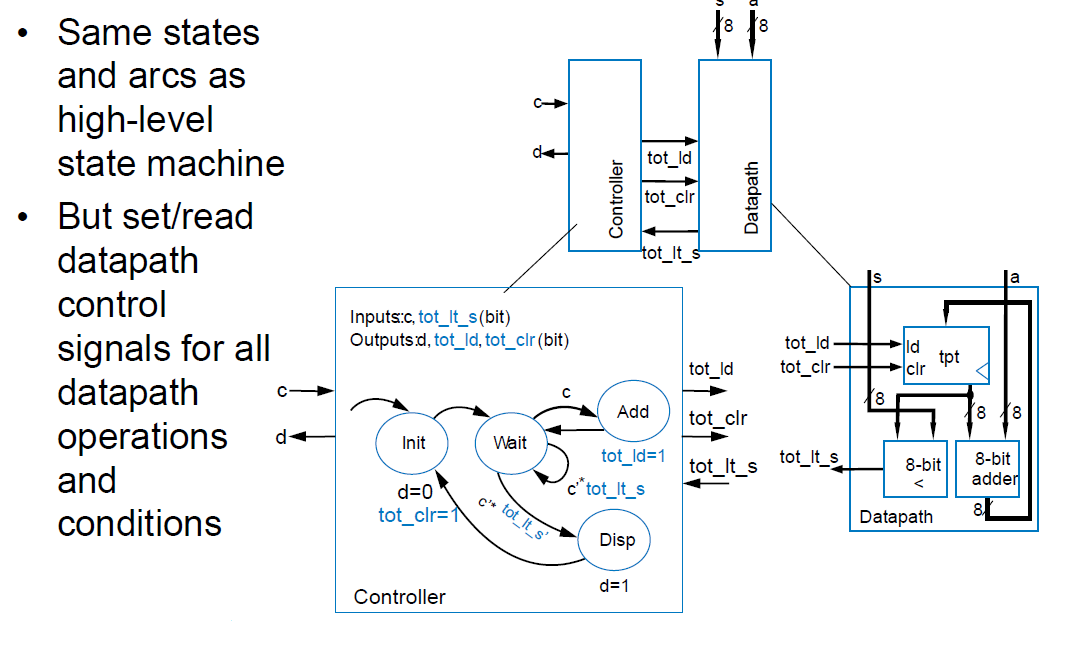 • Same states
and arcs as
high-level
state machine
• But set/read
datapath
control
signals for all
datapath
operations
and
conditions
s a
8 8
c
d
Controller
tot_ld
tot_clr
tot_lt_s
Datapath
Inputs:c, tot_lt_s (bit)
Outputs:d, tot_ld, tot_clr (bit)
c
d
Init
d=0
tot_clr=1
Wait
c
Add
tot_ld=1
c'*tot_lt_s
c'* tot_lt_s'
Disp
d=1
Controller
tot_ld
tot_clr
tot_lt_s
s
a
tot_ld
tot_clr
ld
clr
tpt
8
8
8
tot_lt_s
8-bit
<
8-bit
adder
8
Datapath